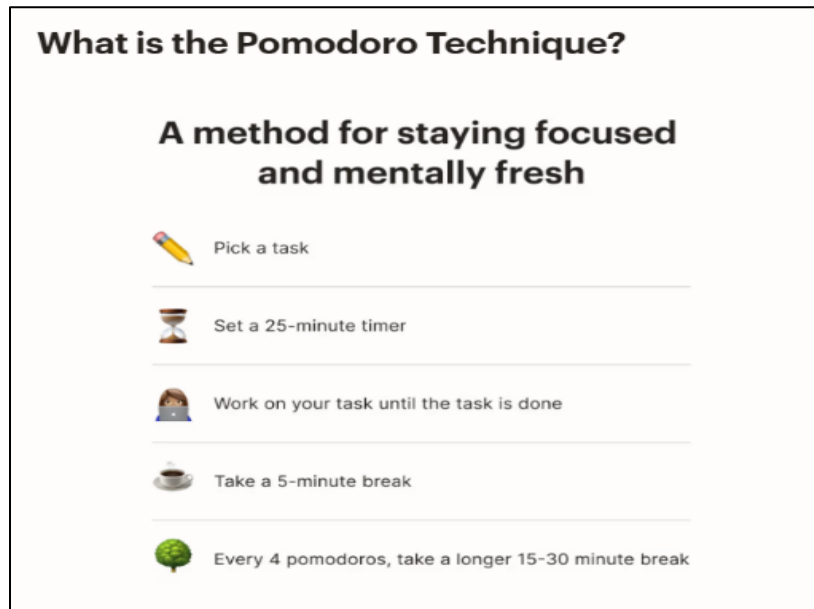 What is the Pomodoro Technique?
A method for staying focused
and mentally fresh
Pick a task
Set a 25-minute timer
Work on your task until the task is done
Take a 5-minute break
Every 4 pomodoros, take a longer 15-30 minute break